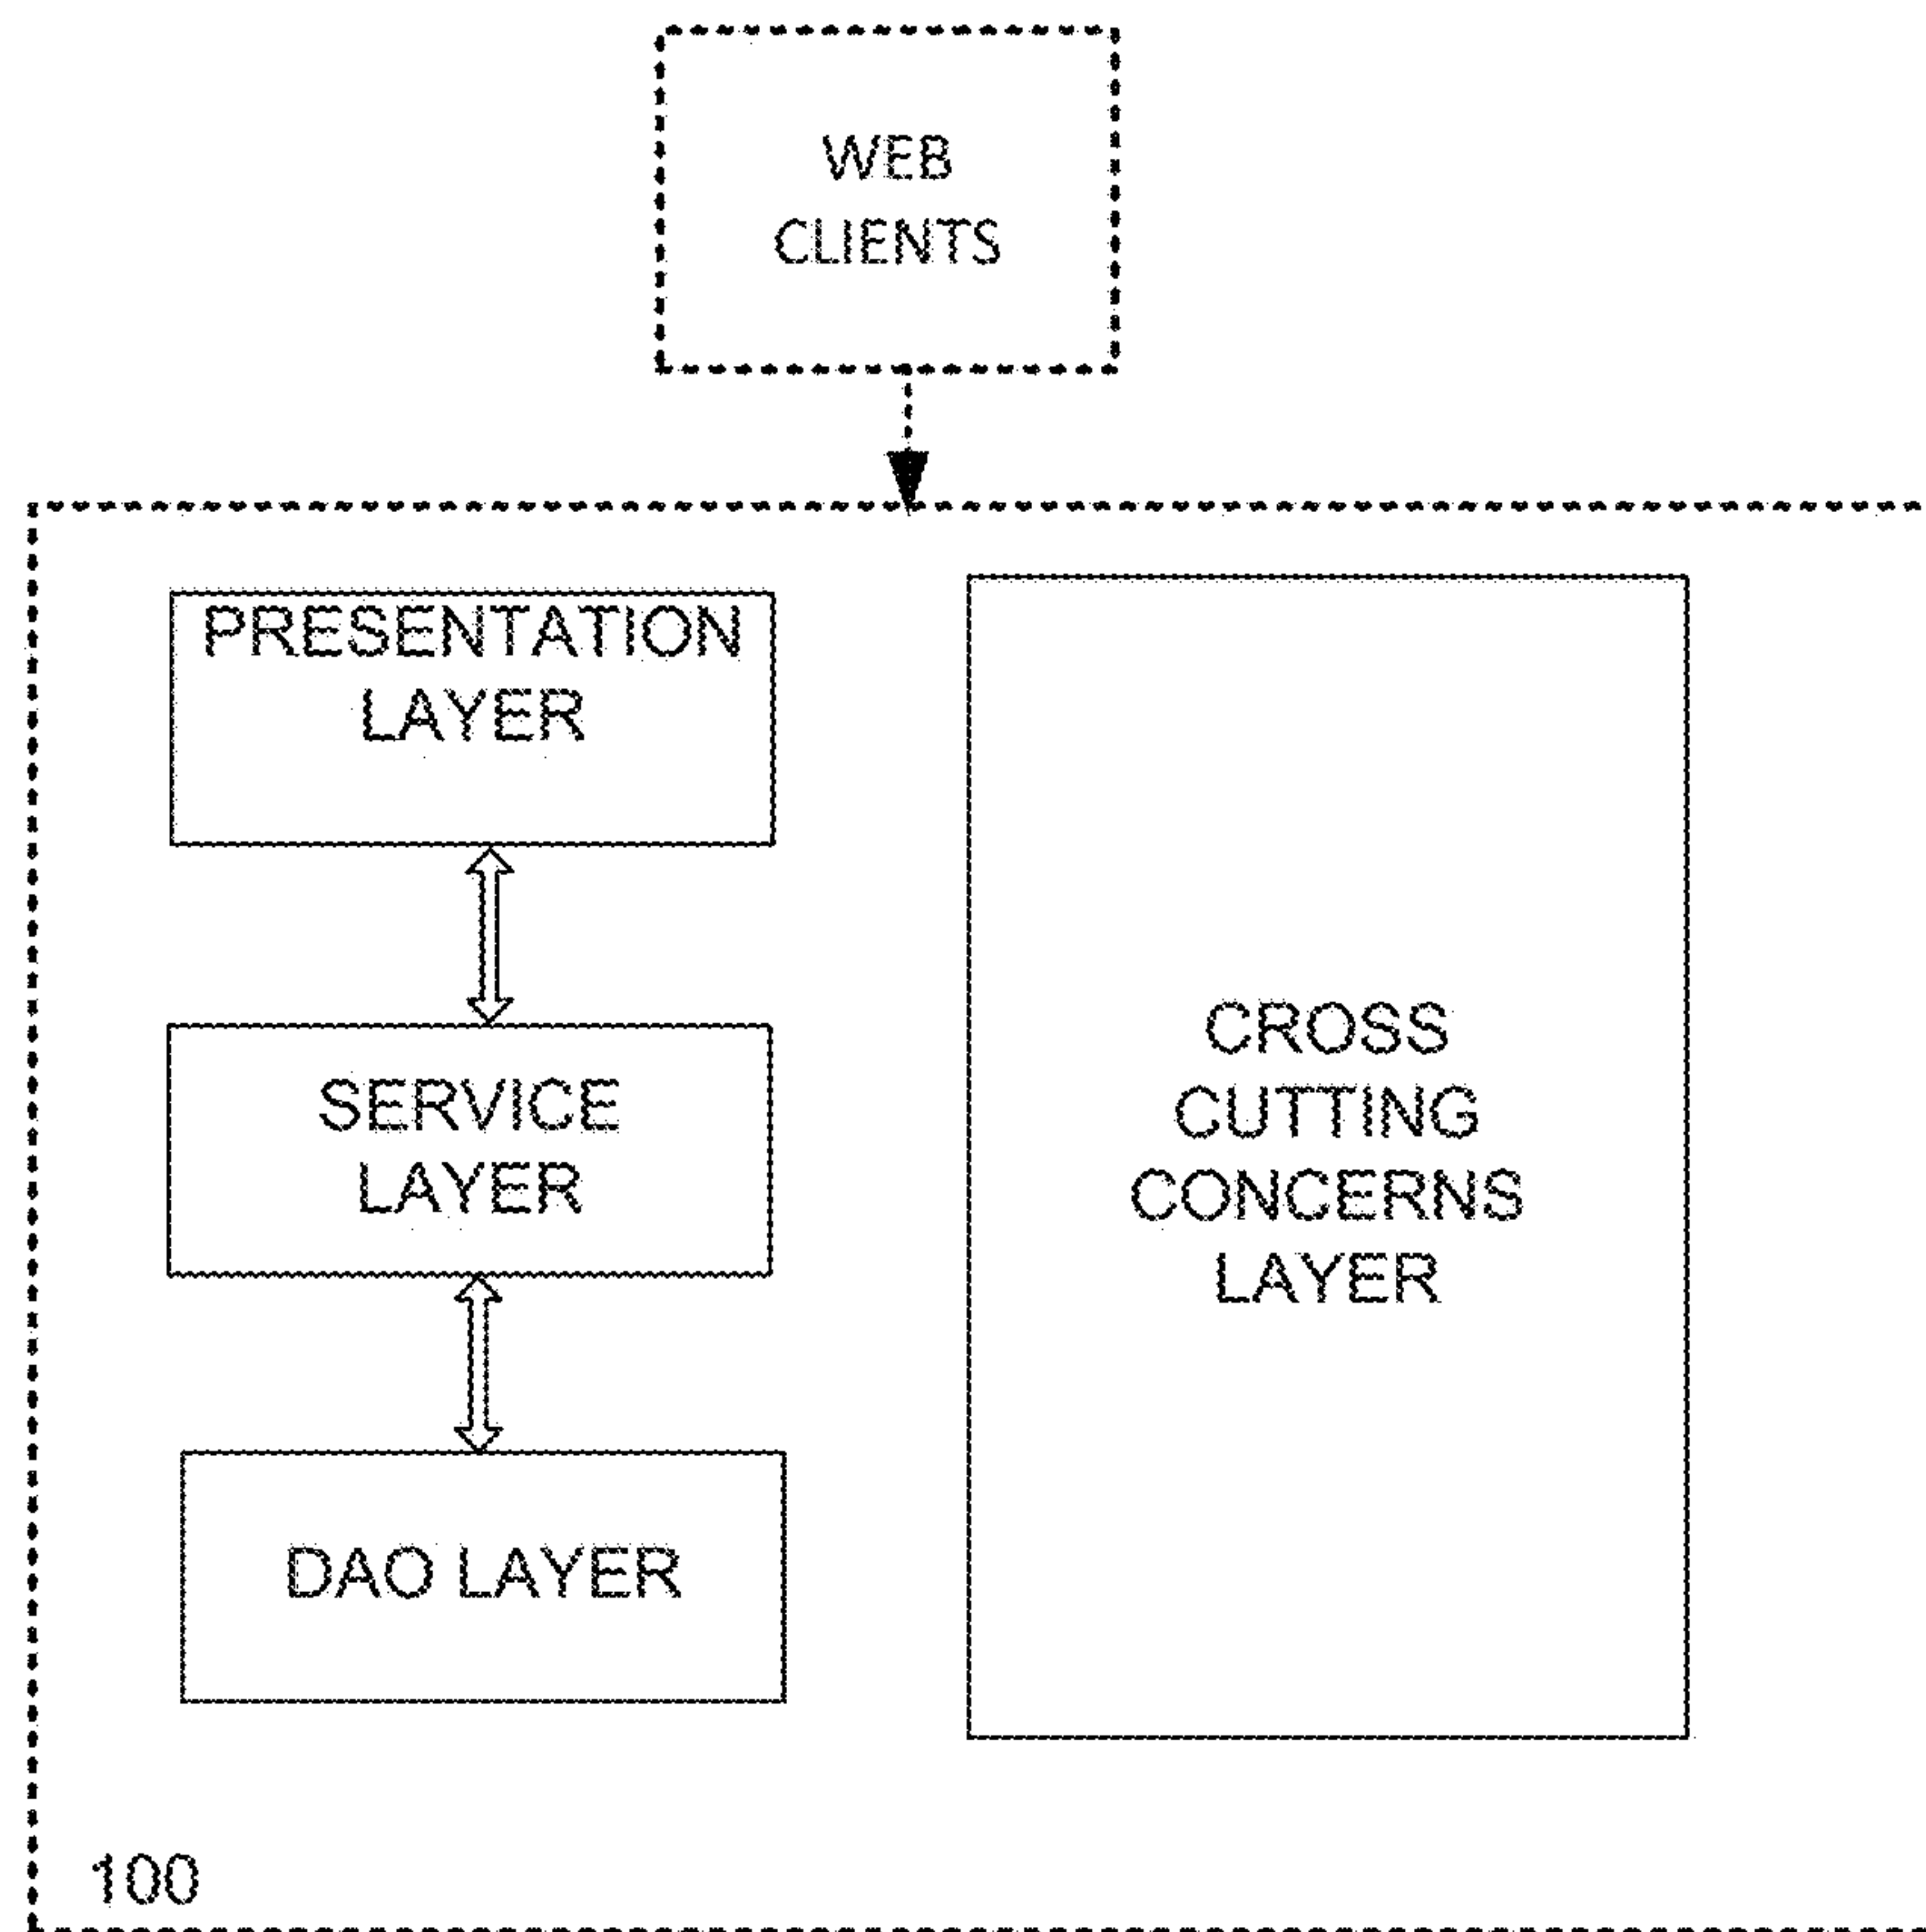 WEB
CLIENTS
PRESENTATION
LAYER
SERVICE
LAYER
DAO LAYER
CROSS
CUTTING
CONCERNS
LAYER
100